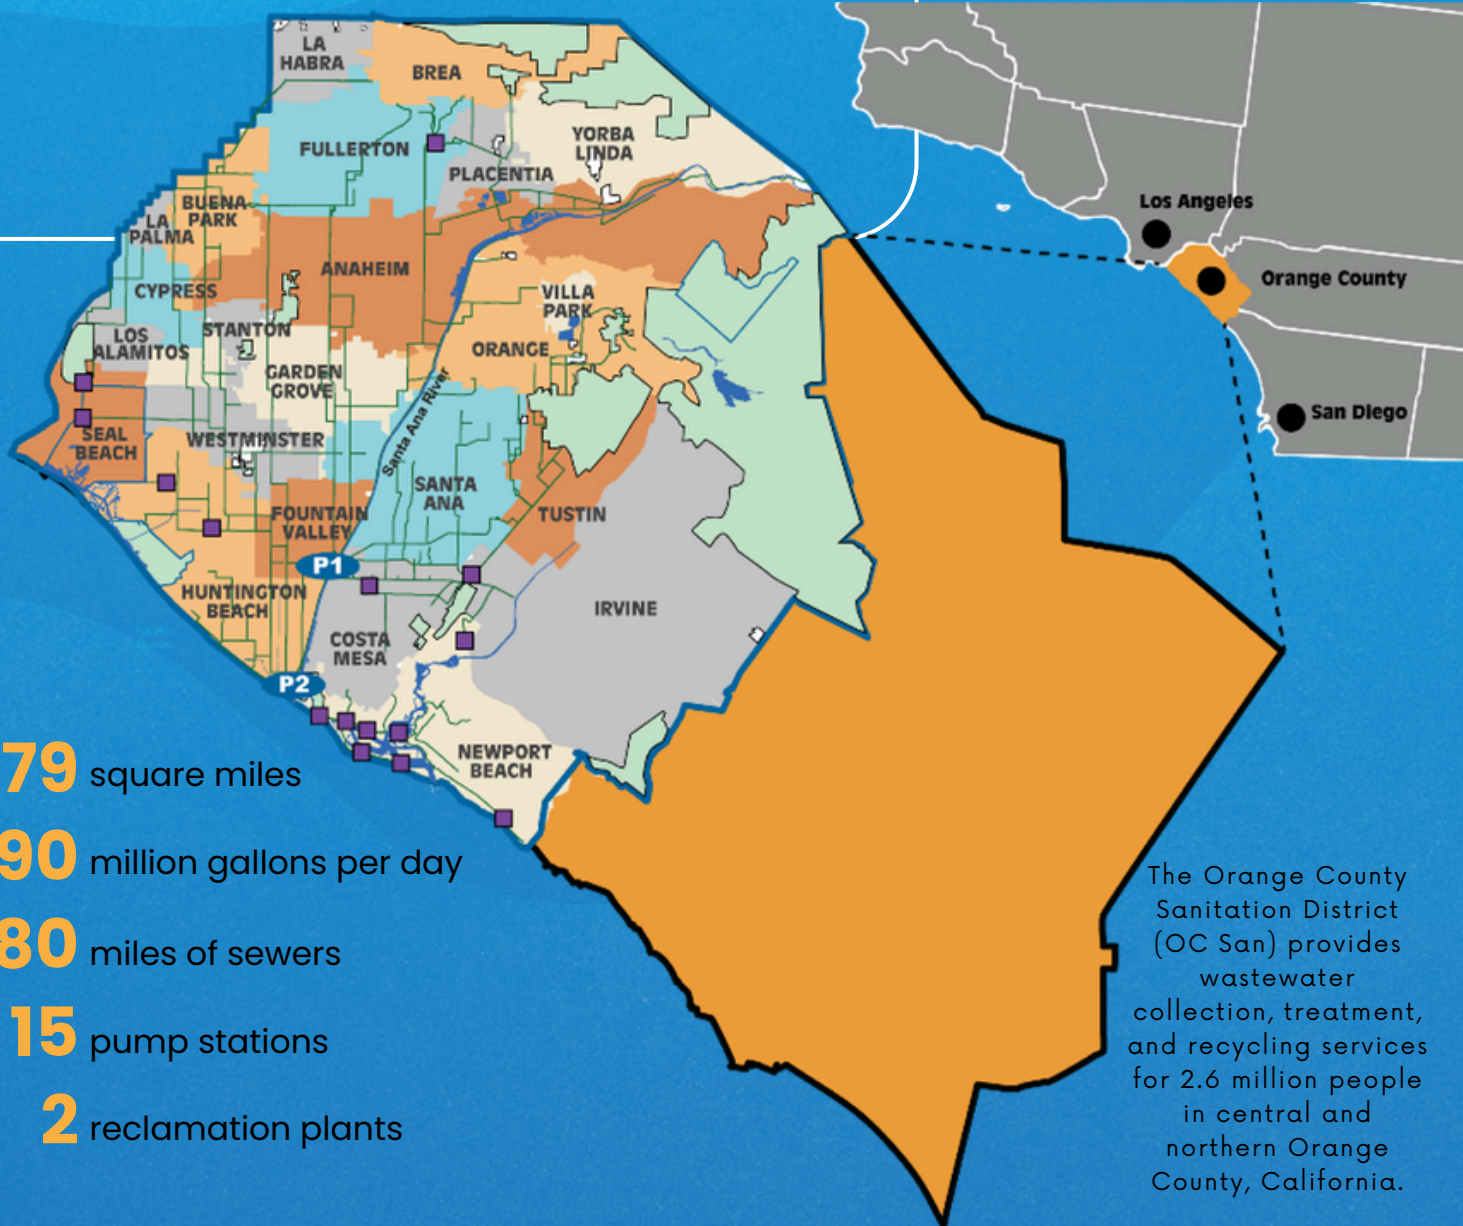 LA
HABRA
BREA
FULLERTON
YORBA
LINDA
PLACENTIA
BUENA
PARK
LA
PALMA
ANAHEIM
CYPRESS
VILLA
PARK
STANTON
LOS
ALAMITOS
ORANGE
GARDEN
GROVE
Santa Ana River
WESTMINSTER
SEAL
BEACH
SANTA
ANA
FOUNTAIN
VALLEY
TUSTIN
P1
HUNTINGTON
BEACH
IRVINE
COSTA
MESA
P2
NEWPORT
BEACH
Los Angeles
Orange County
San Diego
79 square miles
90 million gallons per day
80 miles of sewers
15 pump stations
2 reclamation plants
The Orange County
Sanitation District
(OC San) provides
wastewater
collection, treatment,
and recycling services
for 2.6 million people
in central and
northern Orange
County, California.